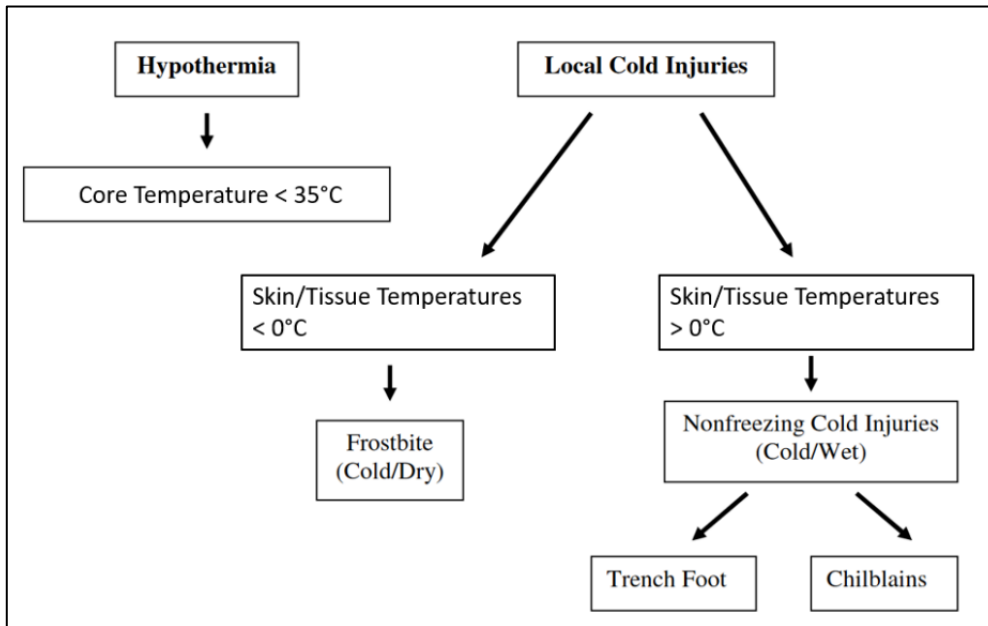 Hypothermia
Local Cold Injuries
Core Temperature < 35°C
Skin/Tissue Temperatures
< 0°C
Skin/Tissue Temperatures
> 0°C
Frostbite
(Cold/Dry)
Nonfreezing Cold Injuries
(Cold/Wet)
Trench Foot
Chilblains